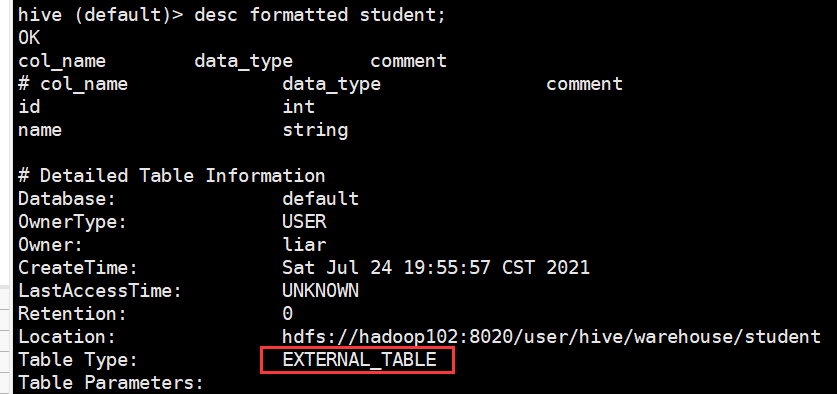 hive (default)> desc formatted student;
OK
col_name data_type comment
# col_name data_type comment
id int
name string
# Detailed Table Information
Database: default
OwnerType: USER
Owner: liar
CreateTime: Sat Jul 24 19:55:57 CST 2021
LastAccessTime: UNKNOWN
Retention: 0
Location: hdfs://hadoop102:8020/user/hive/warehouse/student
Table Type: EXTERNAL_TABLE
Table Parameters: